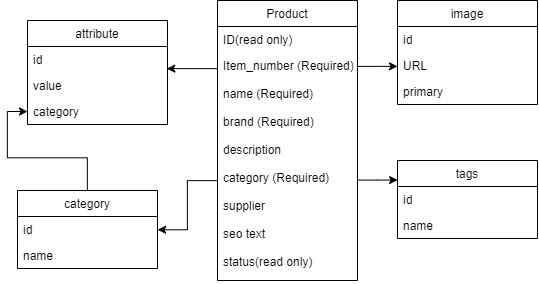 attribute
id
value
category
category
id
name
Product
ID(read only)
Item_number (Required)
name (Required)
brand (Required)
description
category (Required)
supplier
seo text
status(read only)
image
id
URL
primary
tags
id
name